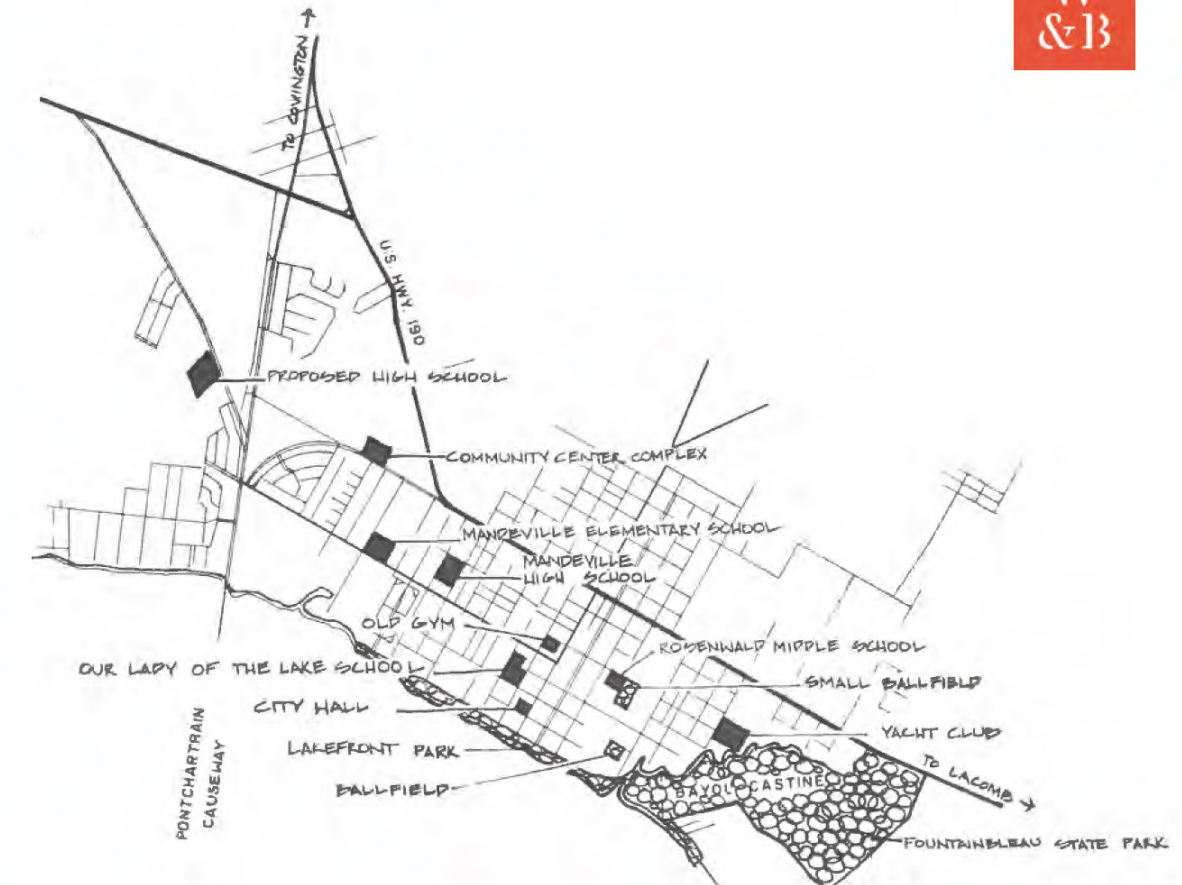 &B
TO COVINGTON
U.S HWY. 190
PROPOSED HIGH SCHOOL
COMMUNITY CENTER COMPLEX
MANDEVILLE ELEMENTARY SCHOOL
MANDEVILLE
HIGH SCHOOL
OLD GYM
ROSENWALD MIDDLE SCHOOL
OUR LADY OF THE LAKE SCHOOL
SMALL BALLFIELD
CITY HALL
YACHT CLUB
LAKEFRONT PARK
PONTCHARTRAIN
CAUSEWAY
BALLFIELD
BAYOU CASTINE
TO LACOMB
FOUNTAINBLEAU STATE PARK